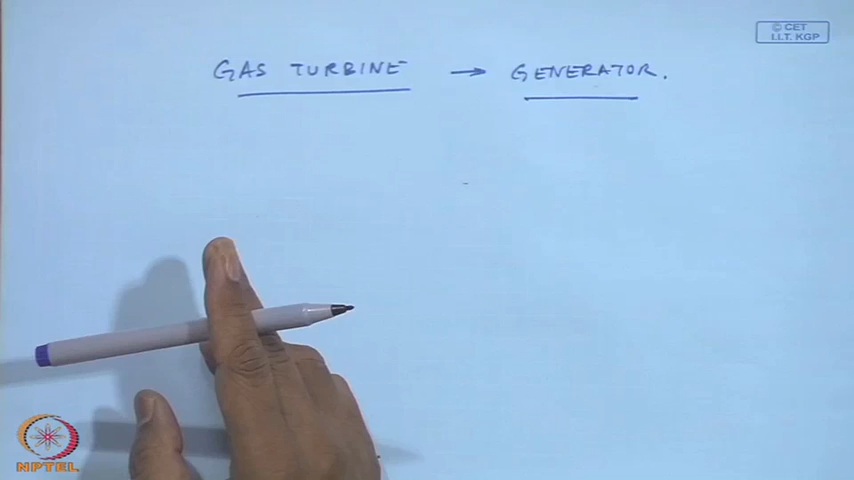 © CET
I.I.T. KGP
GAS TURBINE → GENERATOR.
NPTEL